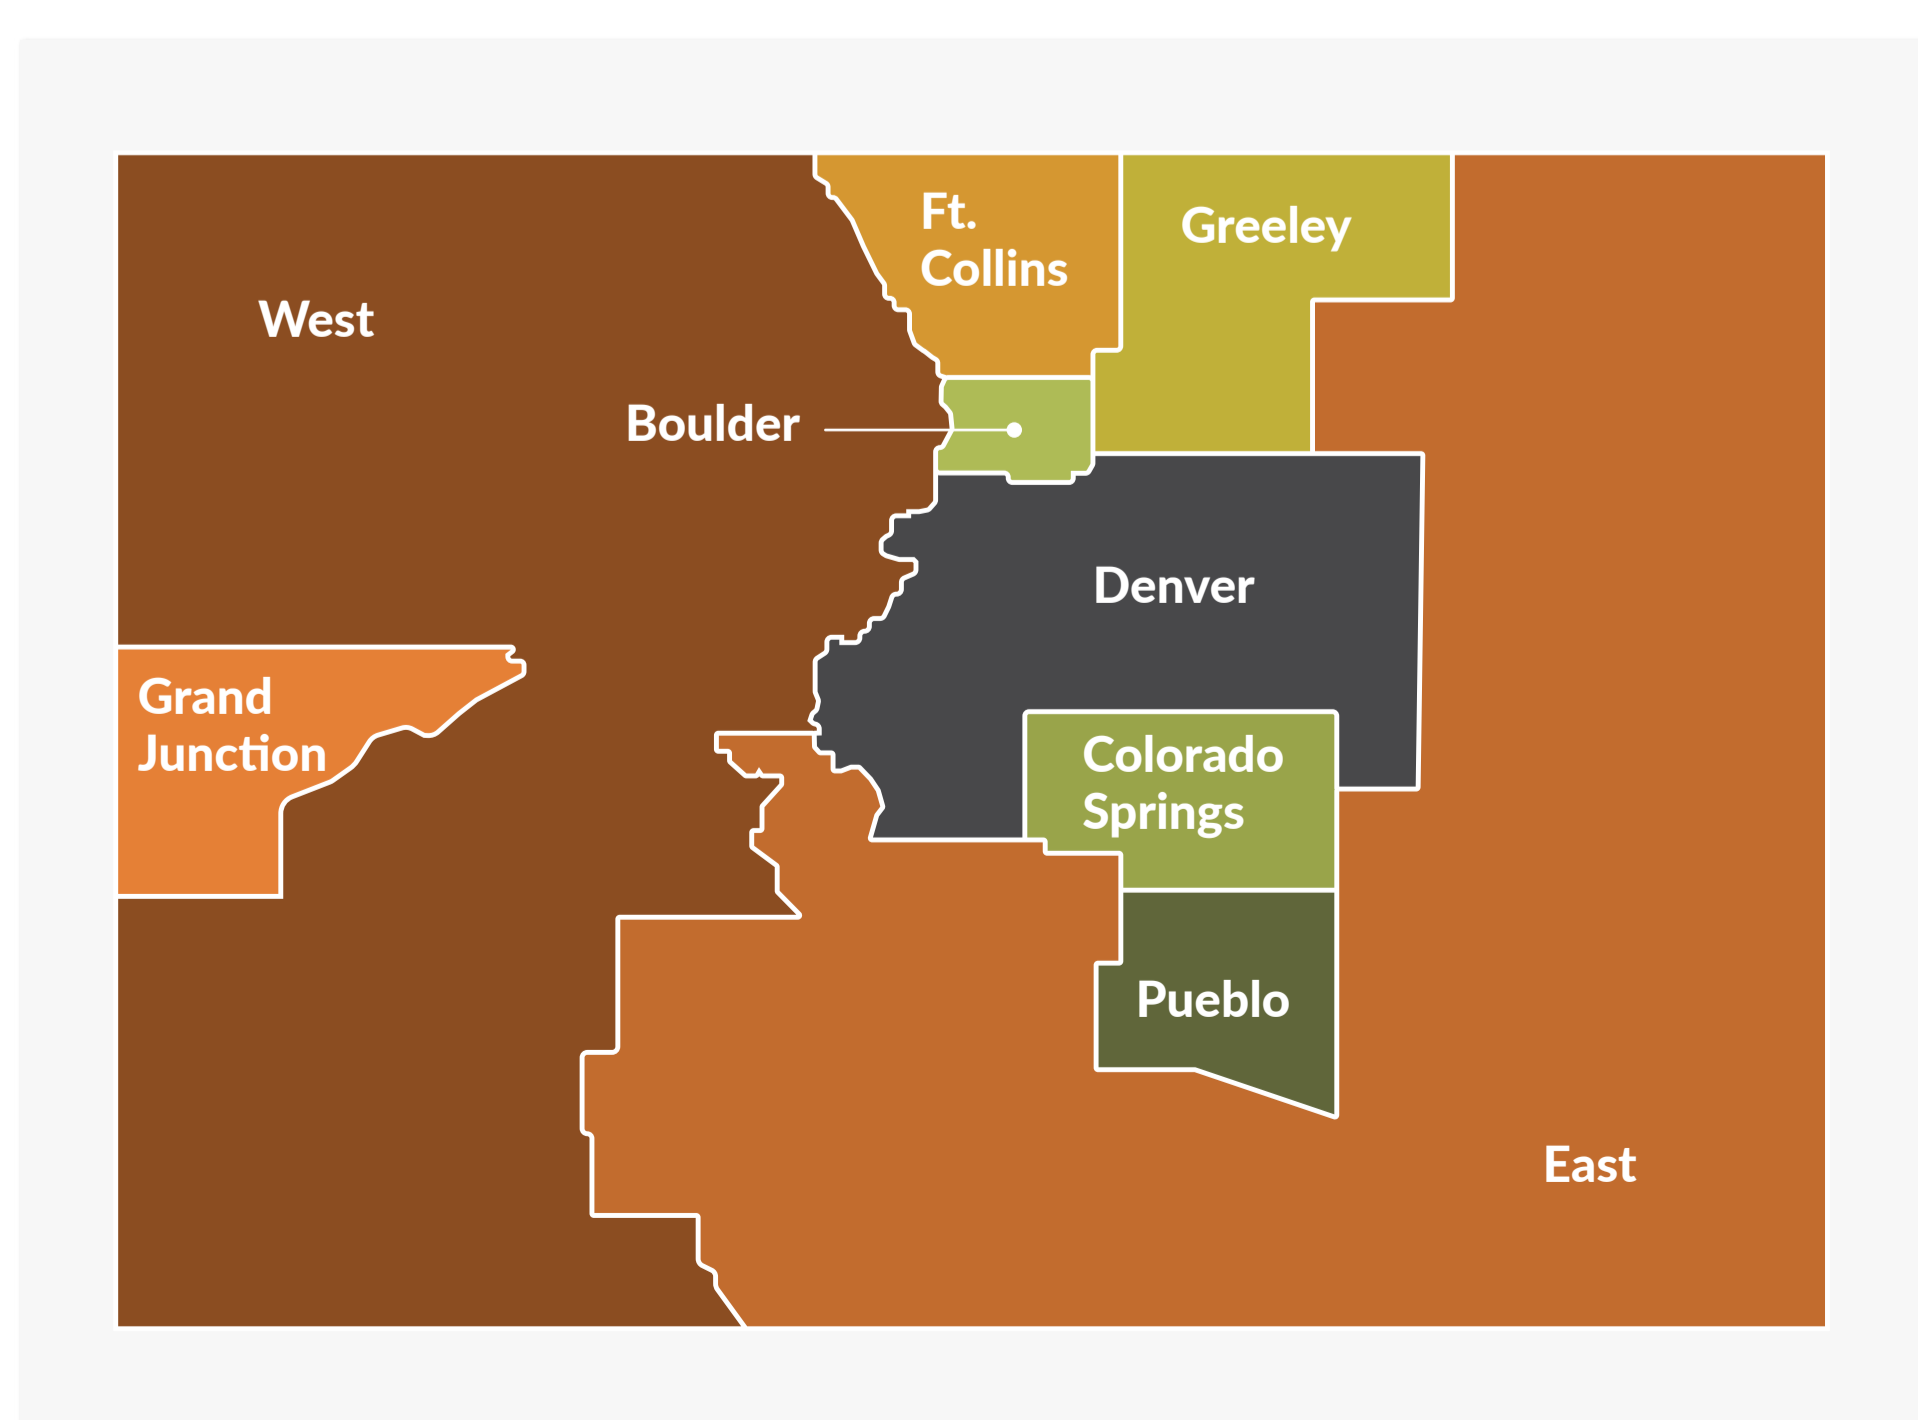 Ft.
Collins
Greeley
West
Boulder
Denver
Grand
Junction
Colorado
Springs
Pueblo
East